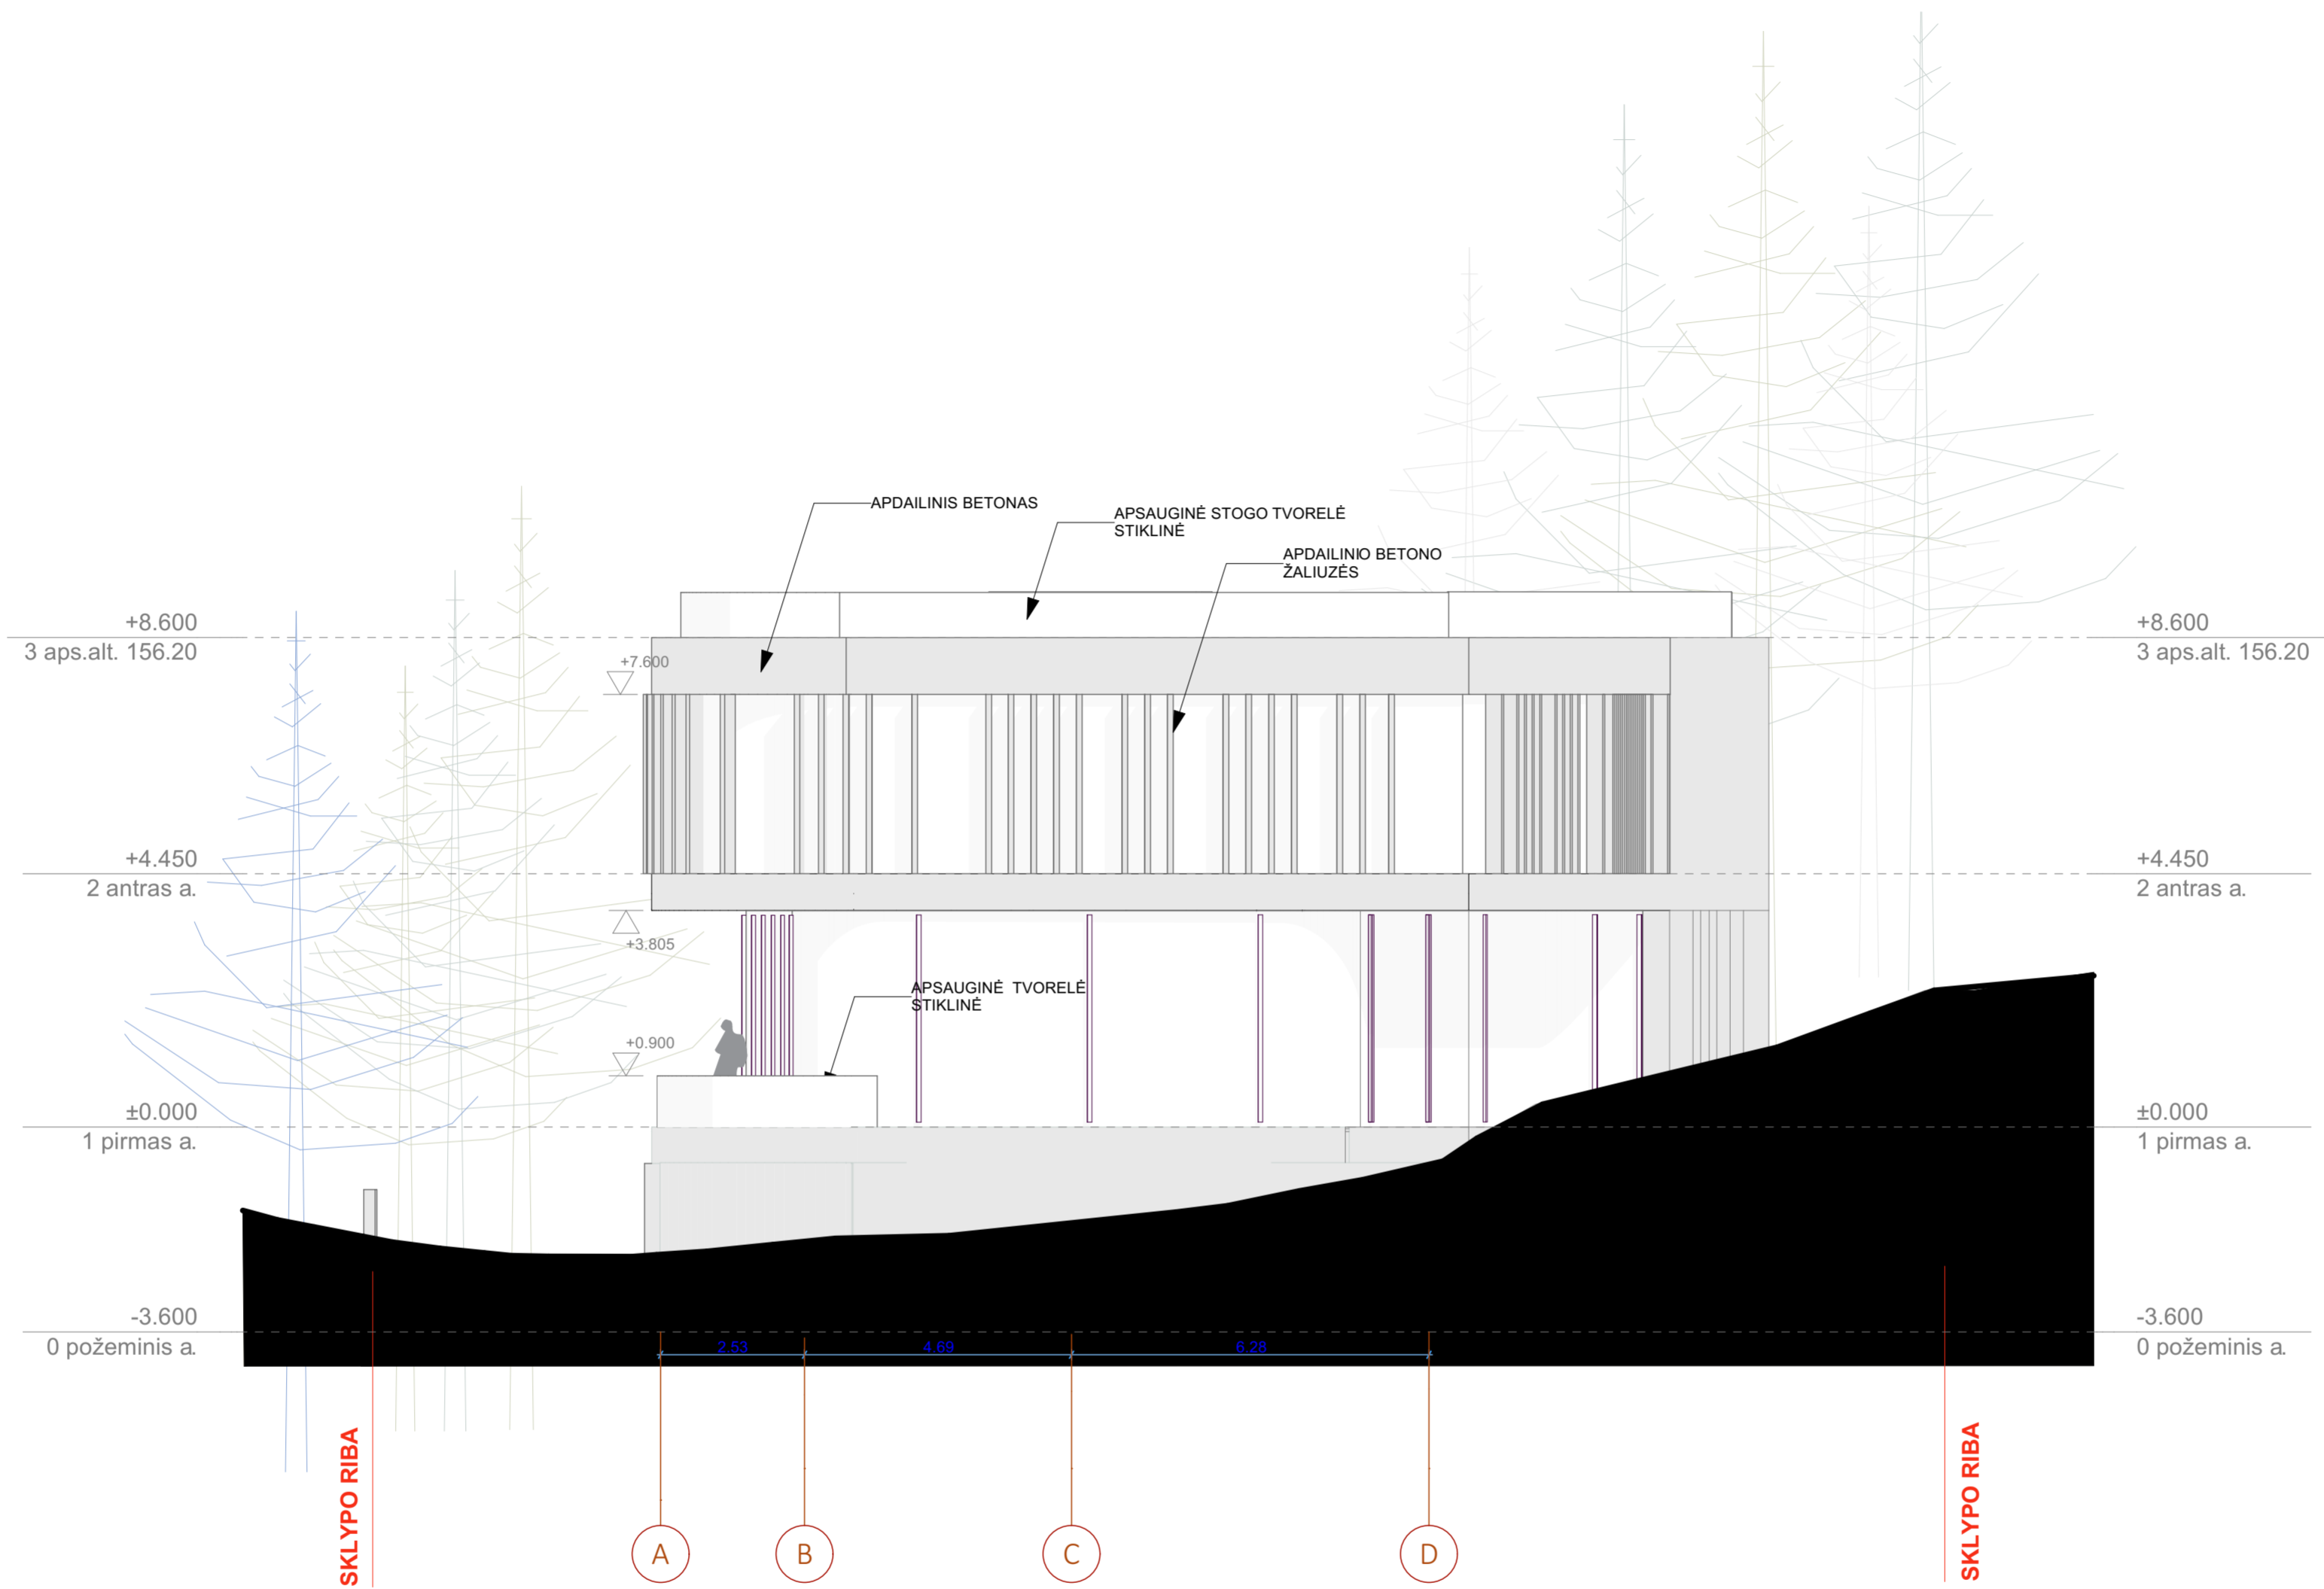 APDAILINIS BETONAS
APSAUGINĖ STOGO TVORELĖ
STIKLINĖ
APDAILINIO BETONO
ŽALIUZĖS
+8.600
3 aps.alt. 156.20
+7.600
+8.600
3 aps.alt. 156.20
+4.450
2 antras a.
+4.450
2 antras a.
+3.805
APSAUGINĖ TVORELĖ
STIKLINĖ
+0.900
±0.000
1 pirmas a.
±0.000
1 pirmas a.
-3.600
0 požeminis a.
-3.600
0 požeminis a.
2.53
4.69
6.28
SKLYPO RIBA
SKLYPO RIBA
A
B
C
D